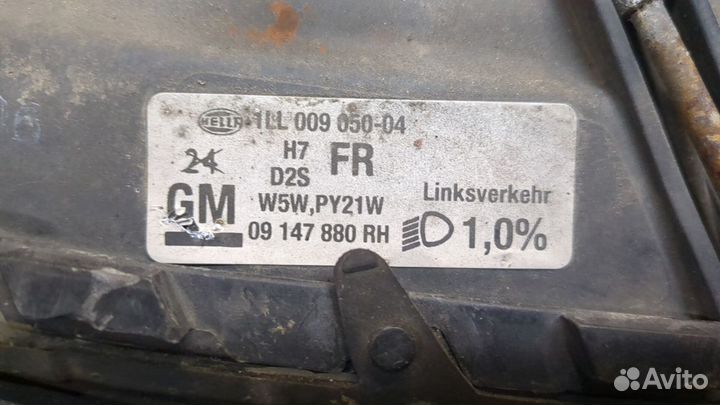 HELLA 1LL 009 050-04
24 H7 FR
D2S
GM W5W,PY21W Linksverkehr
09 147 880 RH 1,0%
Avito